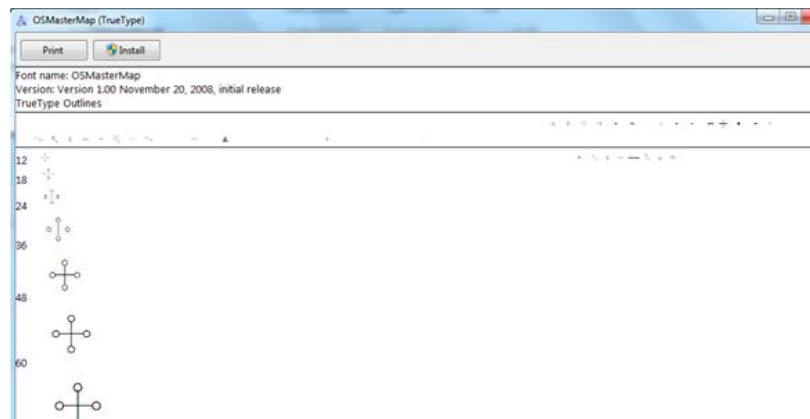 OSMasterMap (TrueType)
Print Install
Font name: OSMasterMap
Version: Version 1.00 November 20, 2008, initial release
TrueType Outlines
12
18
24
36
48
60